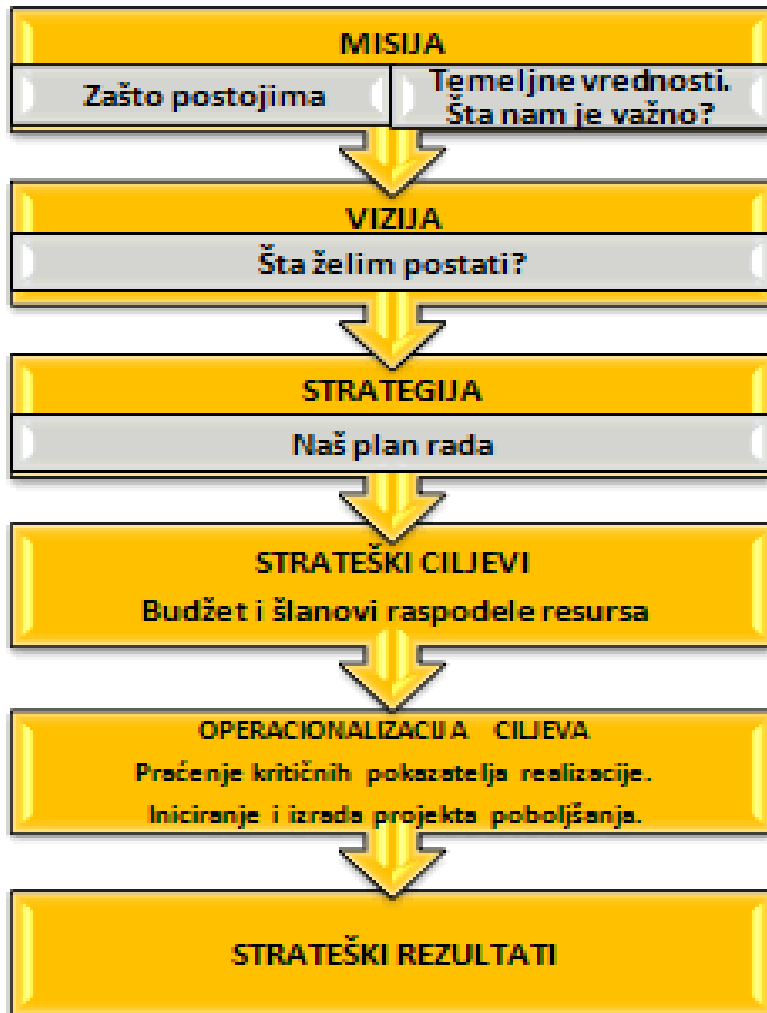 MISIJA
Zašto postojima
Temeljne vrednosti.
Šta nam je važno?
VIZIJA
Šta želim postati?
STRATEGIJA
Naš plan rada
STRATEŠKI CILJEVI
Budžet i šlanovi raspodele resursa
OPERACIONALIZACIJA CILJEVA
Praćenje kritičnih pokazatelja realizacije.
Iniciranje i izrada projekta poboljšanja.
STRATEŠKI REZULTATI